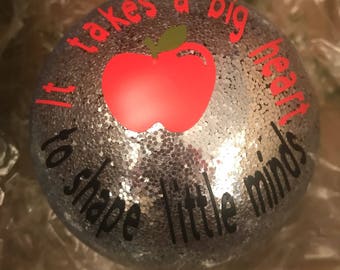 It takes a big heart
to shape little minds